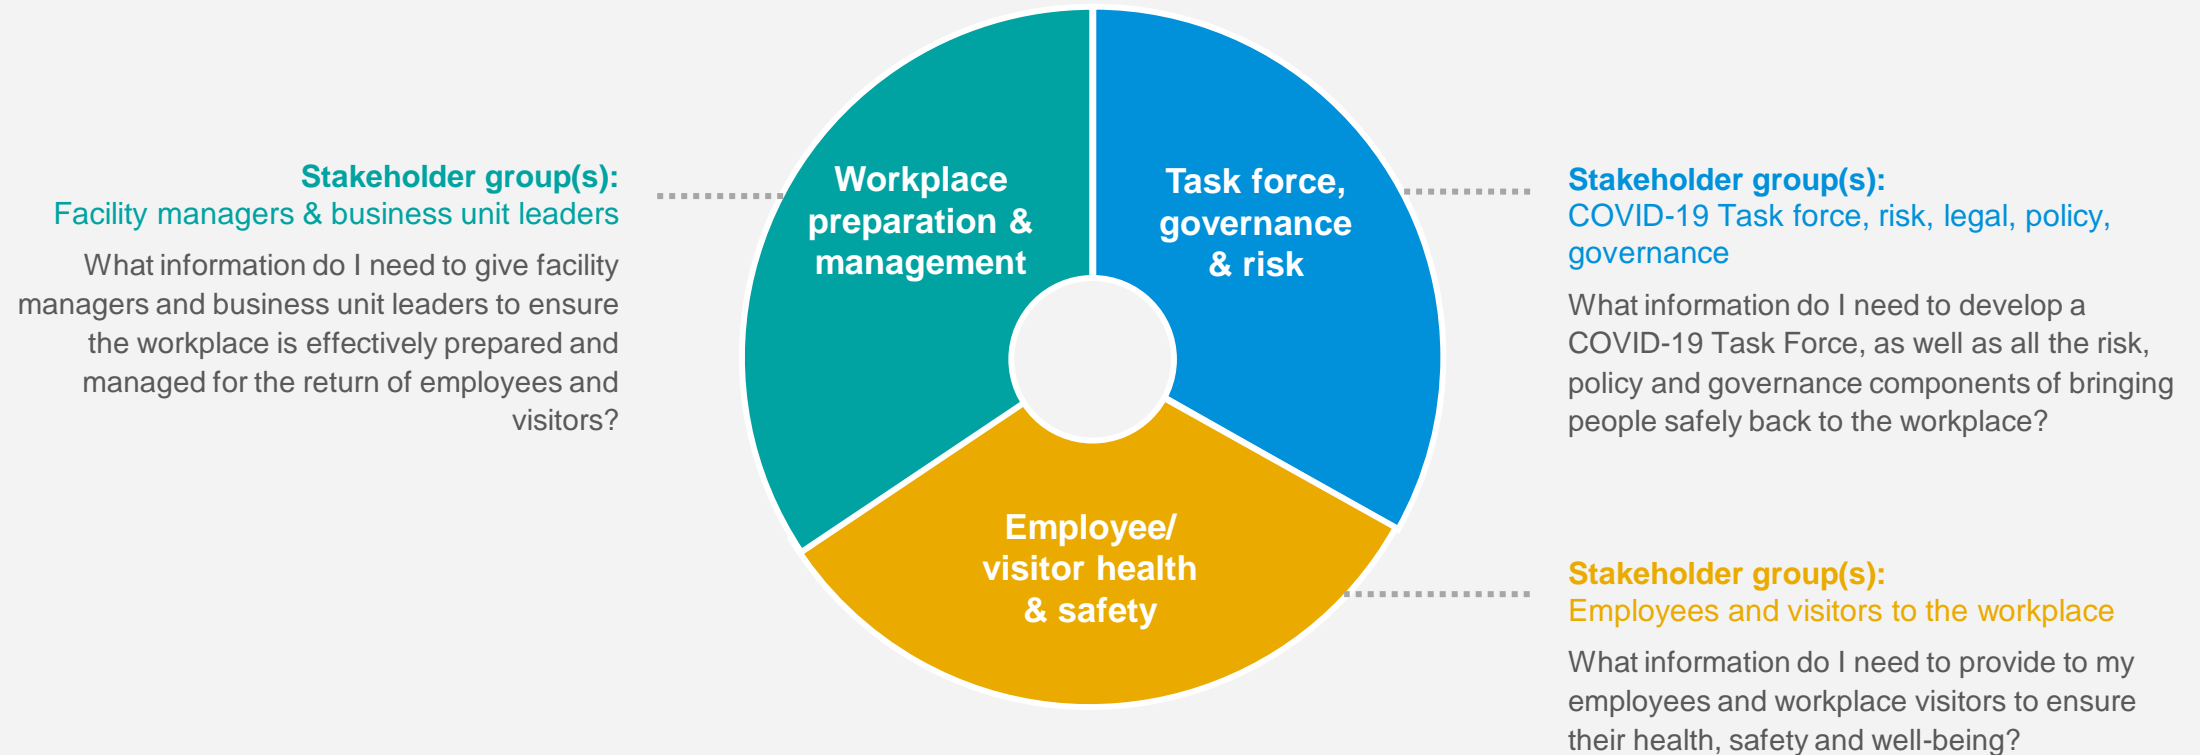 Stakeholder group(s):
Facility managers & business unit leaders
What information do I need to give facility
managers and business unit leaders to ensure
the workplace is effectively prepared and
managed for the return of employees and
visitors?
Workplace
preparation &
management
Task force,
governance
& risk
Employee/
visitor health
& safety
Stakeholder group(s):
COVID-19 Task force, risk, legal, policy,
governance
What information do I need to develop a
COVID-19 Task Force, as well as all the risk,
policy and governance components of bringing
people safely back to the workplace?
Stakeholder group(s):
Employees and visitors to the workplace
What information do I need to provide to my
employees and workplace visitors to ensure
their health, safety and well-being?